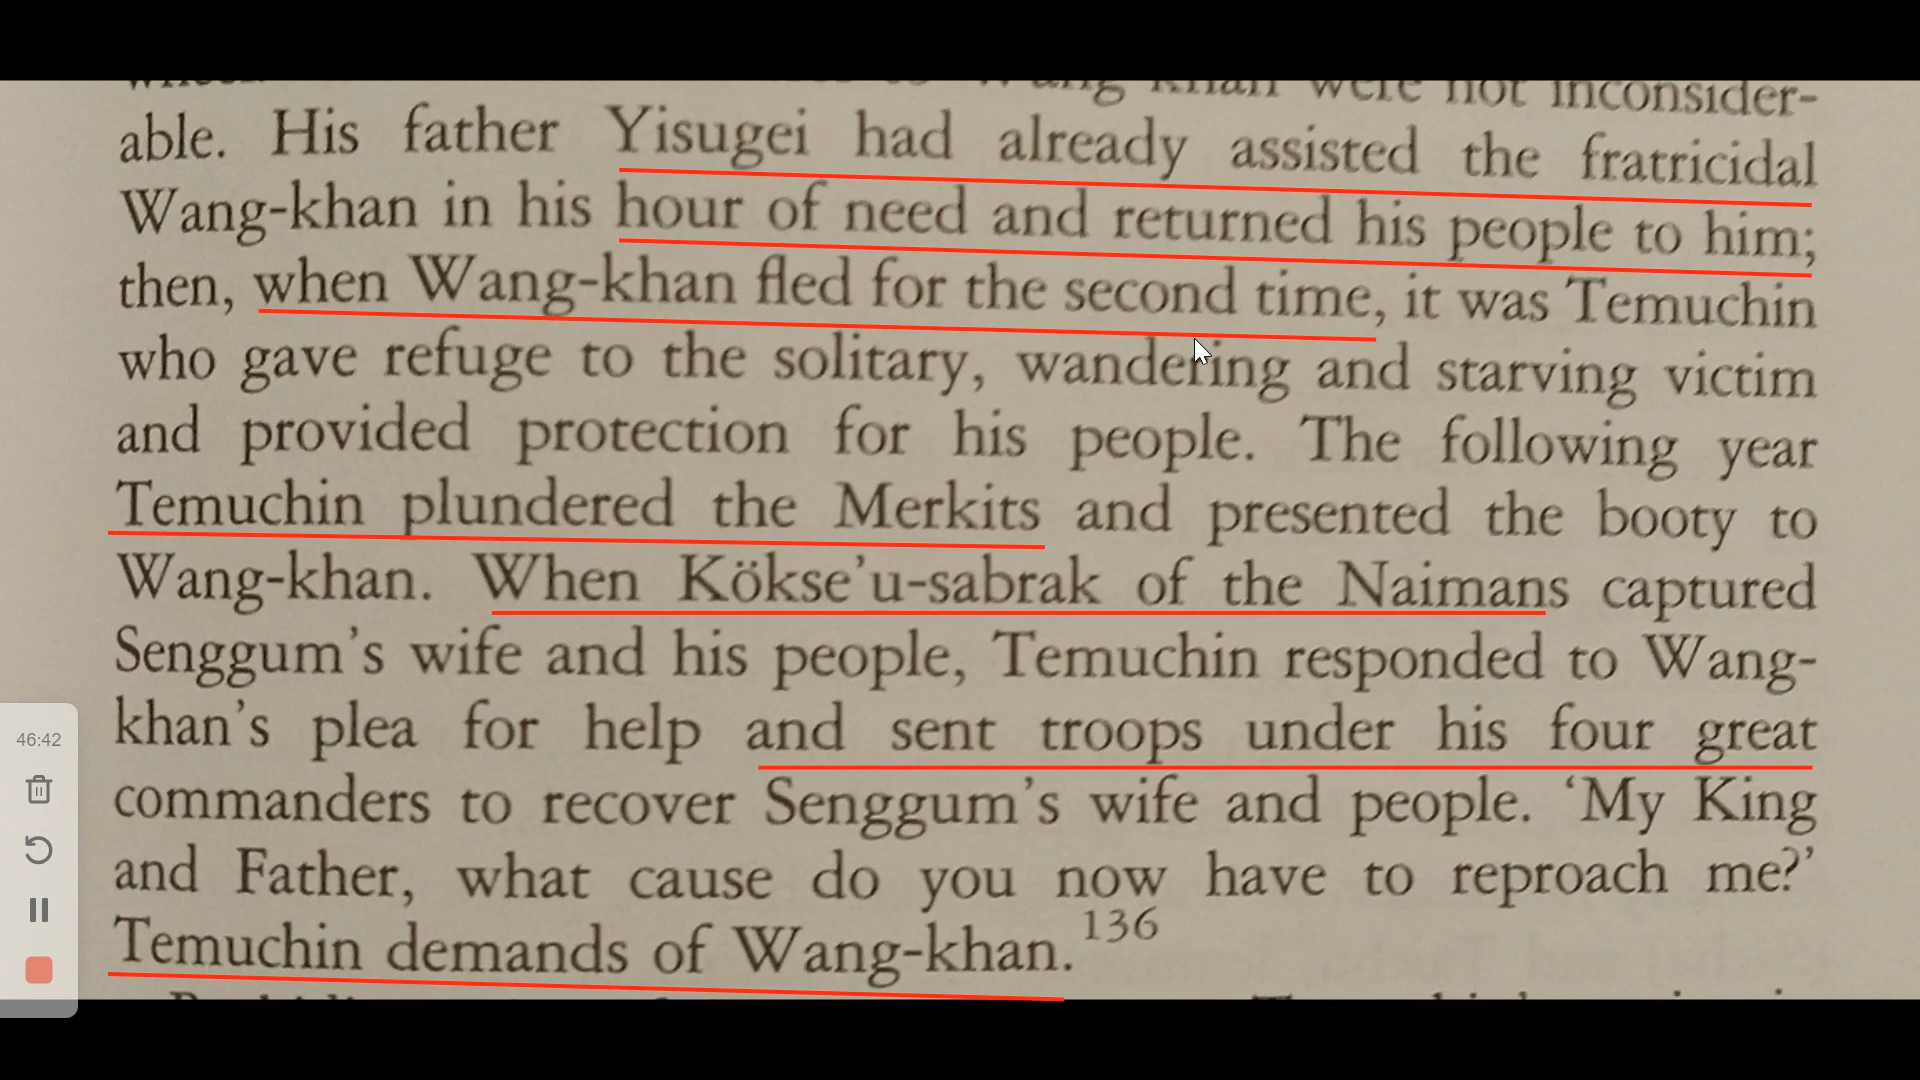 Wang-khan were not inconsider-
able. His father Yisugei had already assisted the fratricidal
Wang-khan in his hour of need and returned his people to him;
then, when Wang-khan fled for the second time, it was Temuchin
who gave refuge to the solitary, wandering and starving victim
and provided protection for his people. The following year
Temuchin plundered the Merkits and presented the booty to
Wang-khan. When Kökse’u-sabrak of the Naimans captured
Senggum’s wife and his people, Temuchin responded to Wang-
khan’s plea for help and sent troops under his four great
commanders to recover Senggum’s wife and people. ‘My King
and Father, what cause do you now have to reproach me?’
Temuchin demands of Wang-khan.136
46:42